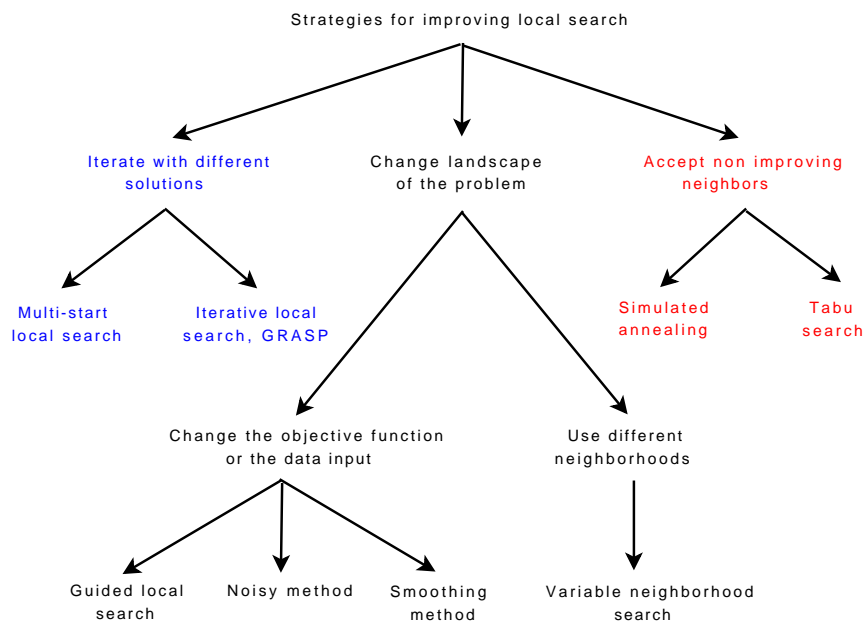 Strategies for improving local search
Iterate with different
solutions
Change landscape
of the problem
Accept non improving
neighbors
Multi-start
local search
Iterative local
search, GRASP
Simulated
annealing
Tabu
search
Change the objective function
or the data input
Use different
neighborhoods
Guided local
search
Noisy method
Smoothing
method
Variable neighborhood
search